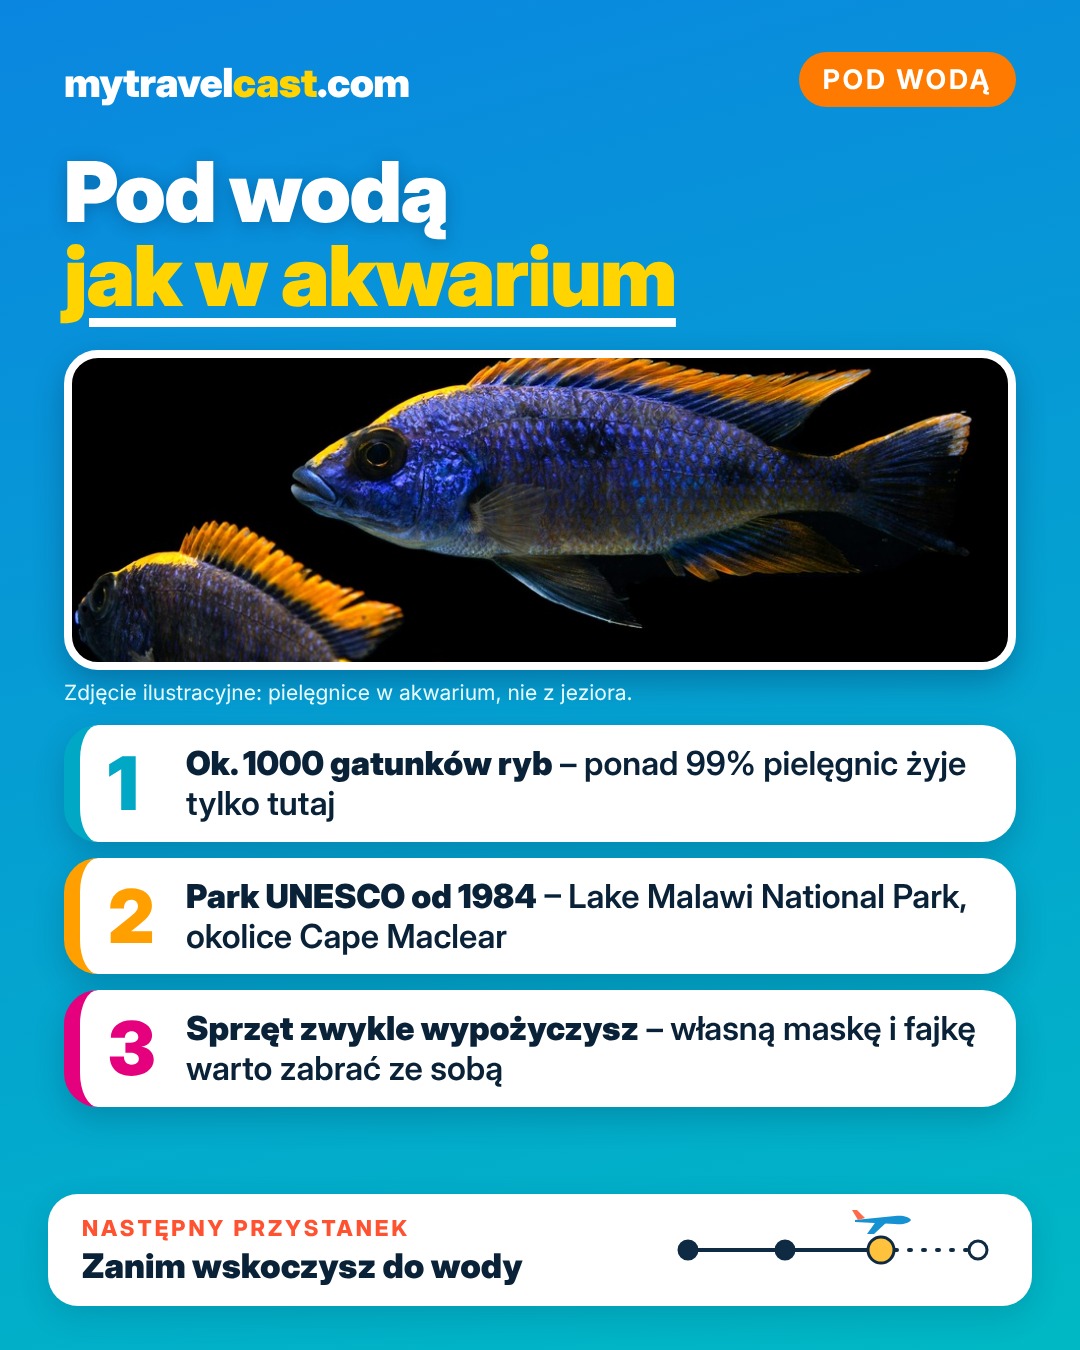 mytravelcast.com
POD WODĄ
Pod wodą
jak w akwarium
Zdjęcie ilustracyjne: pielęgnice w akwarium, nie z jeziora.
1
Ok. 1000 gatunków ryb – ponad 99% pielęgnic żyje
tylko tutaj
2
Park UNESCO od 1984 – Lake Malawi National Park,
okolice Cape Maclear
3
Sprzęt zwykle wypożyczysz – własną maskę i fajkę
warto zabrać ze sobą
NASTĘPNY PRZYSTANEK
Zanim wskoczysz do wody